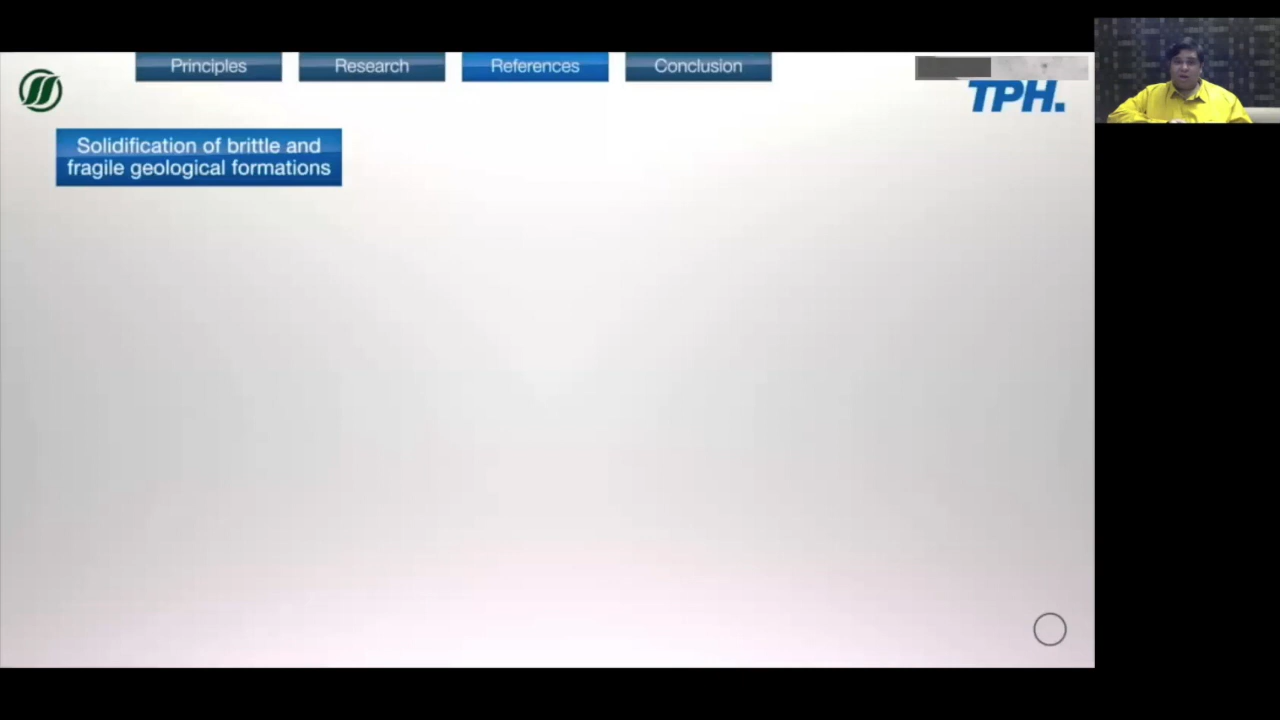 Principles
Research
References
Conclusion
TPH.
Solidification of brittle and
fragile geological formations